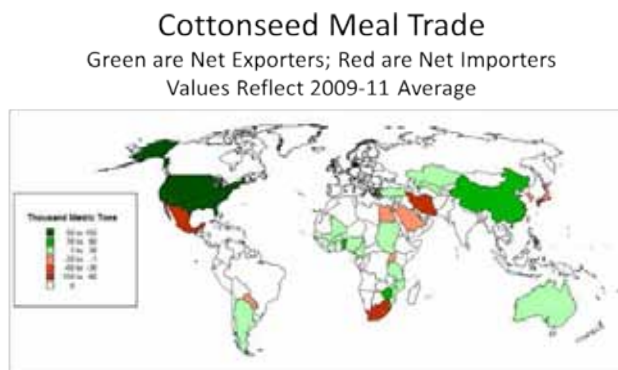 Cottonseed Meal Trade
Green are Net Exporters; Red are Net Importers
Values Reflect 2009-11 Average
Thousand Metric Tons
0